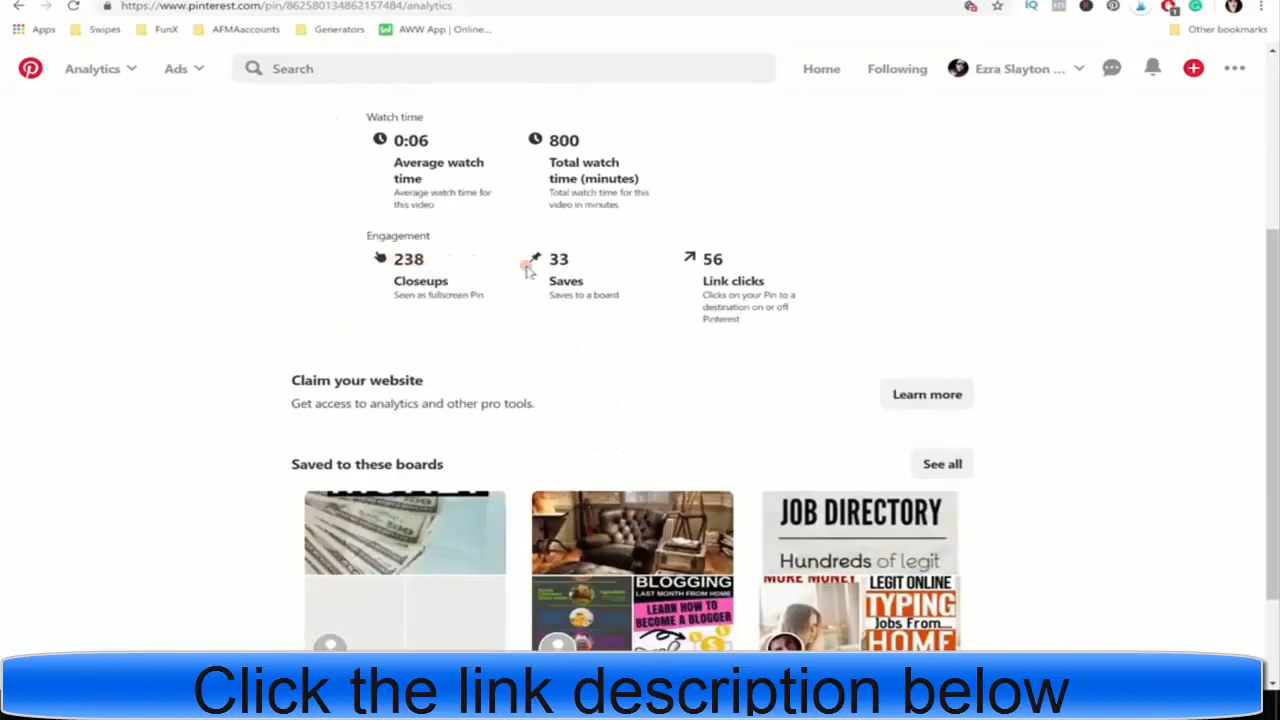 https://www.pinterest.com/pin/862580134862157484/analytics
Apps Swipes FunX AFMAaccounts Generators AWW App | Online... Other bookmarks
Analytics Ads Search Home Following Ezra Slayton ...
Watch time
0:06 800
Average watch Total watch
time time (minutes)
Average watch time for Total watch time for this
this video video in minutes
Engagement
238 33 56
Closeups Saves Link clicks
Seen as fullscreen Pin Saves to a board Clicks on your Pin to a
destination on or off
Pinterest
Claim your website
Learn more
Get access to analytics and other pro tools.
Saved to these boards See all
JOB DIRECTORY
Hundreds of legit
BLOGGING
LAST MONTH FROM HOME
LEARN HOW TO
BECOME A BLOGGER
MORE MONEY
LEGIT ONLINE
TYPING
Jobs From...
HOME
Click the link description below